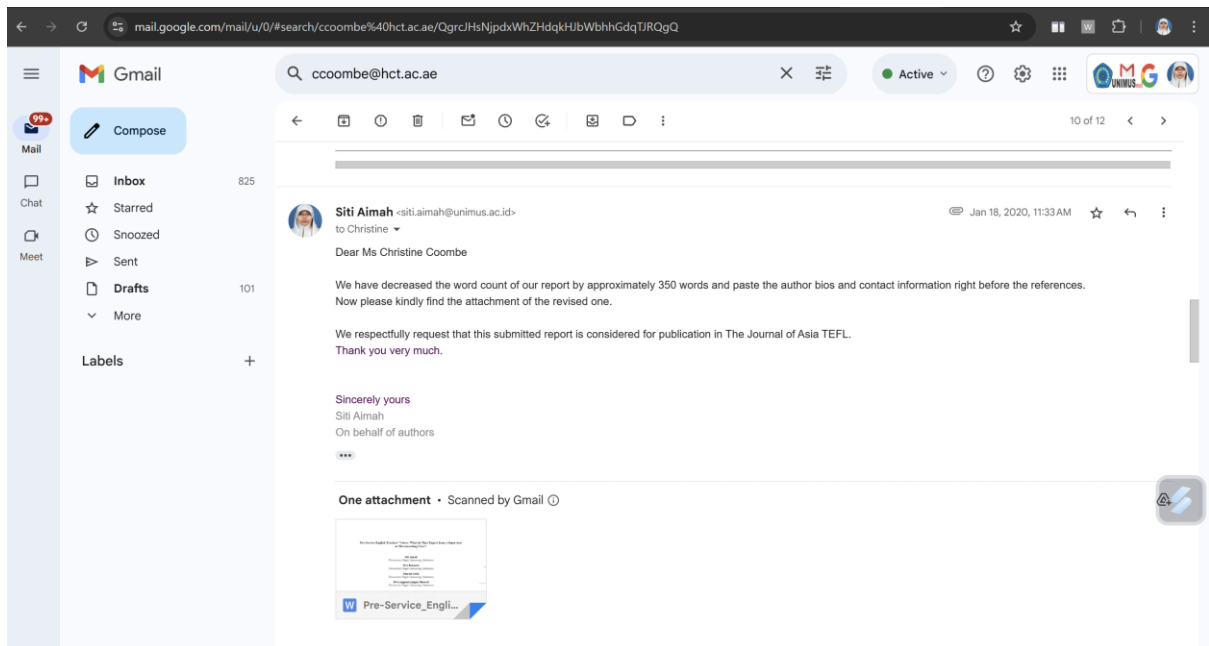 mail.google.com/mail/u/0/#search/ccoombe%40hct.ac.ae/QgrcJHsNjpdxWhZHdqkHJbWbhhGdqTJRQgQ
Gmail
ccoombe@hct.ac.ae
Active
UNIMUS
99+
Mail
Compose
10 of 12
Chat
Meet
Inbox 825
Starred
Snoozed
Sent
Drafts 101
More
Labels
Siti Aimah <siti.aimah@unimus.ac.id>
Jan 18, 2020, 11:33 AM
to Christine
Dear Ms Christine Coombe
We have decreased the word count of our report by approximately 350 words and paste the author bios and contact information right before the references.
Now please kindly find the attachment of the revised one.
We respectfully request that this submitted report is considered for publication in The Journal of Asia TEFL.
Thank you very much.
Sincerely yours
Siti Aimah
On behalf of authors
One attachment • Scanned by Gmail
W Pre-Service_Engli...